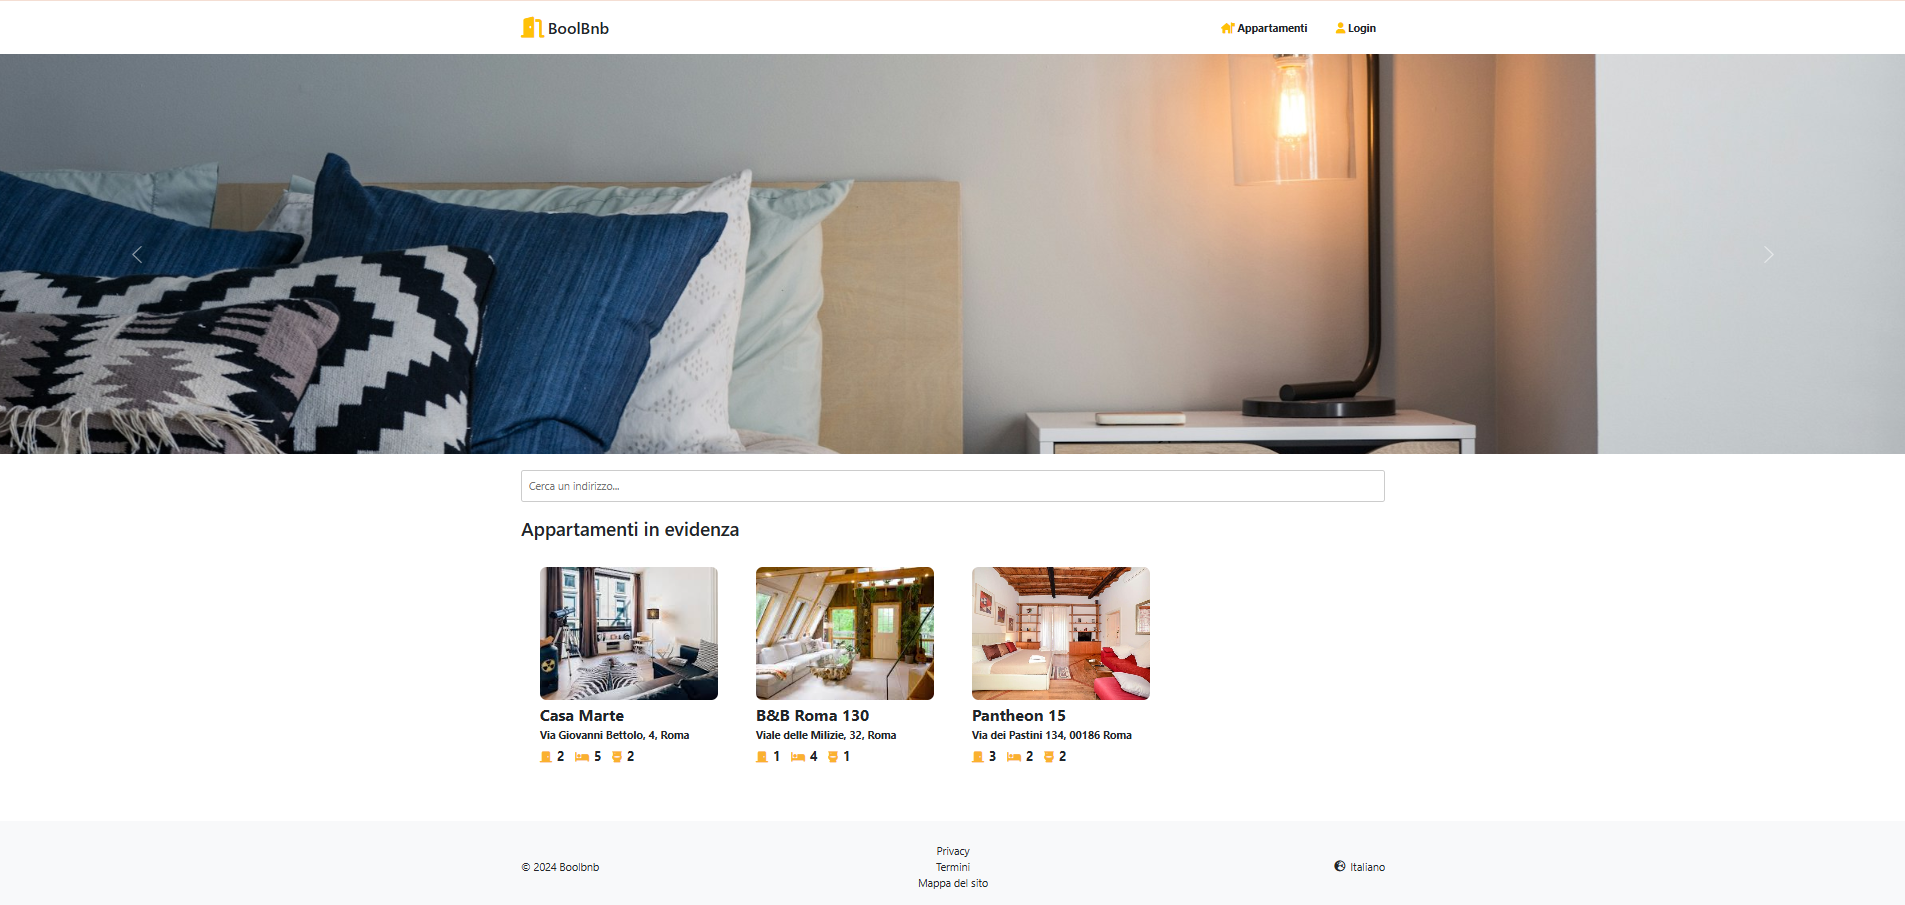 BoolBnb
Appartamenti
Login
Cerca un indirizzo...
Appartamenti in evidenza
Casa Marte
Via Giovanni Bettolo, 4, Roma
2 5 2
B&B Roma 130
Viale delle Milizie, 32, Roma
1 4 1
Pantheon 15
Via dei Pastini 134, 00186 Roma
3 2 2
© 2024 Boolbnb
Privacy
Termini
Mappa del sito
Italiano